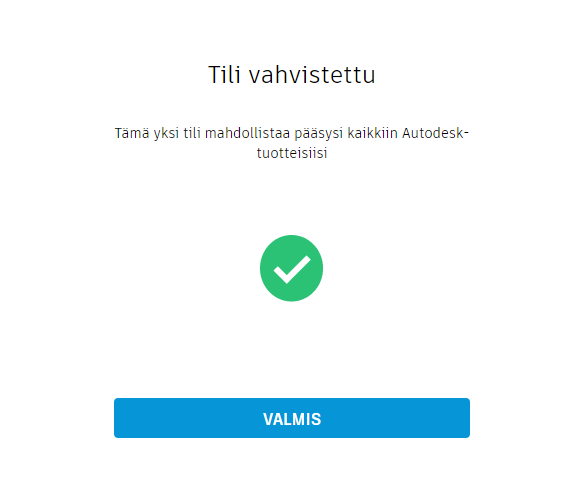 Tili vahvistettu
Tämä yksi tili mahdollistaa pääsysi kaikkiin Autodesk-
tuotteisiisi
VALMIS